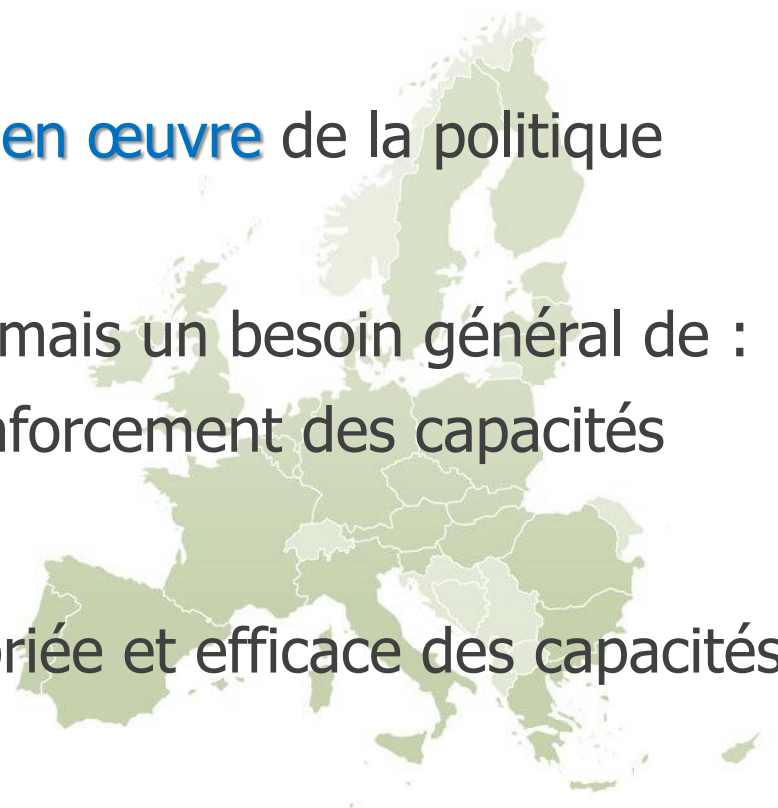 en œuvre de la politique
mais un besoin général de :
nforcement des capacités
riée et efficace des capacités